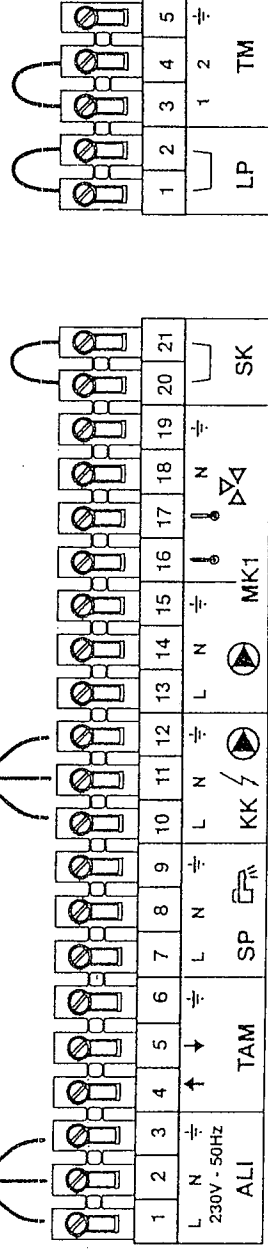 1 2 3 4 5 6 7 8 9 10 11 12 13 14 15 16 17 18 19 20 21
L N L N L N L N N
230V - 50Hz
ALI TAM SP KK MK1 SK
1 2 3 4 5
1 2
LP TM